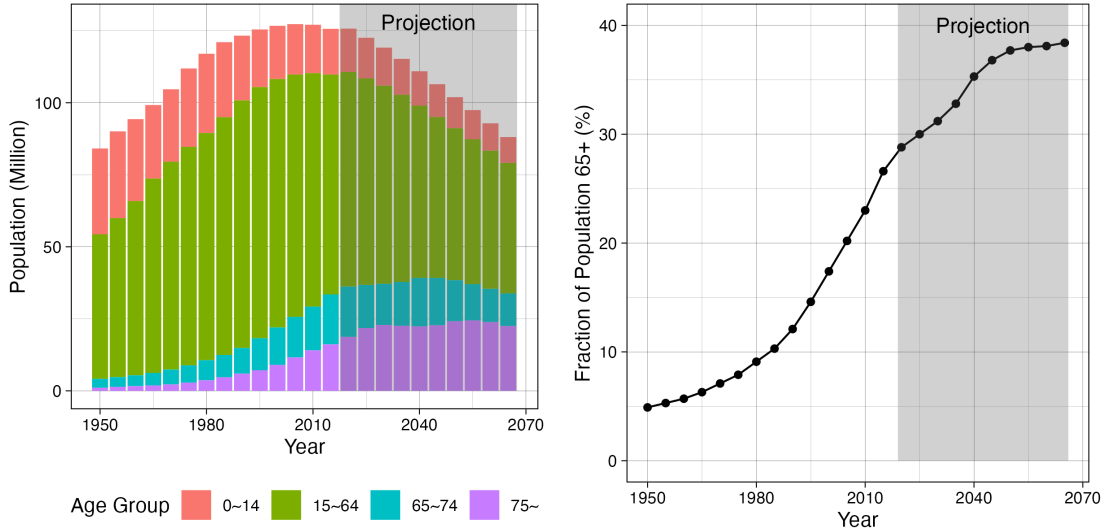 Projection
Population (Million)
100
50
0
1950 1980 2010 2040 2070
Year
Age Group 0~14 15~64 65~74 75~
Projection
Fraction of Population 65+ (%)
40
30
20
10
0
1950 1980 2010 2040 2070
Year